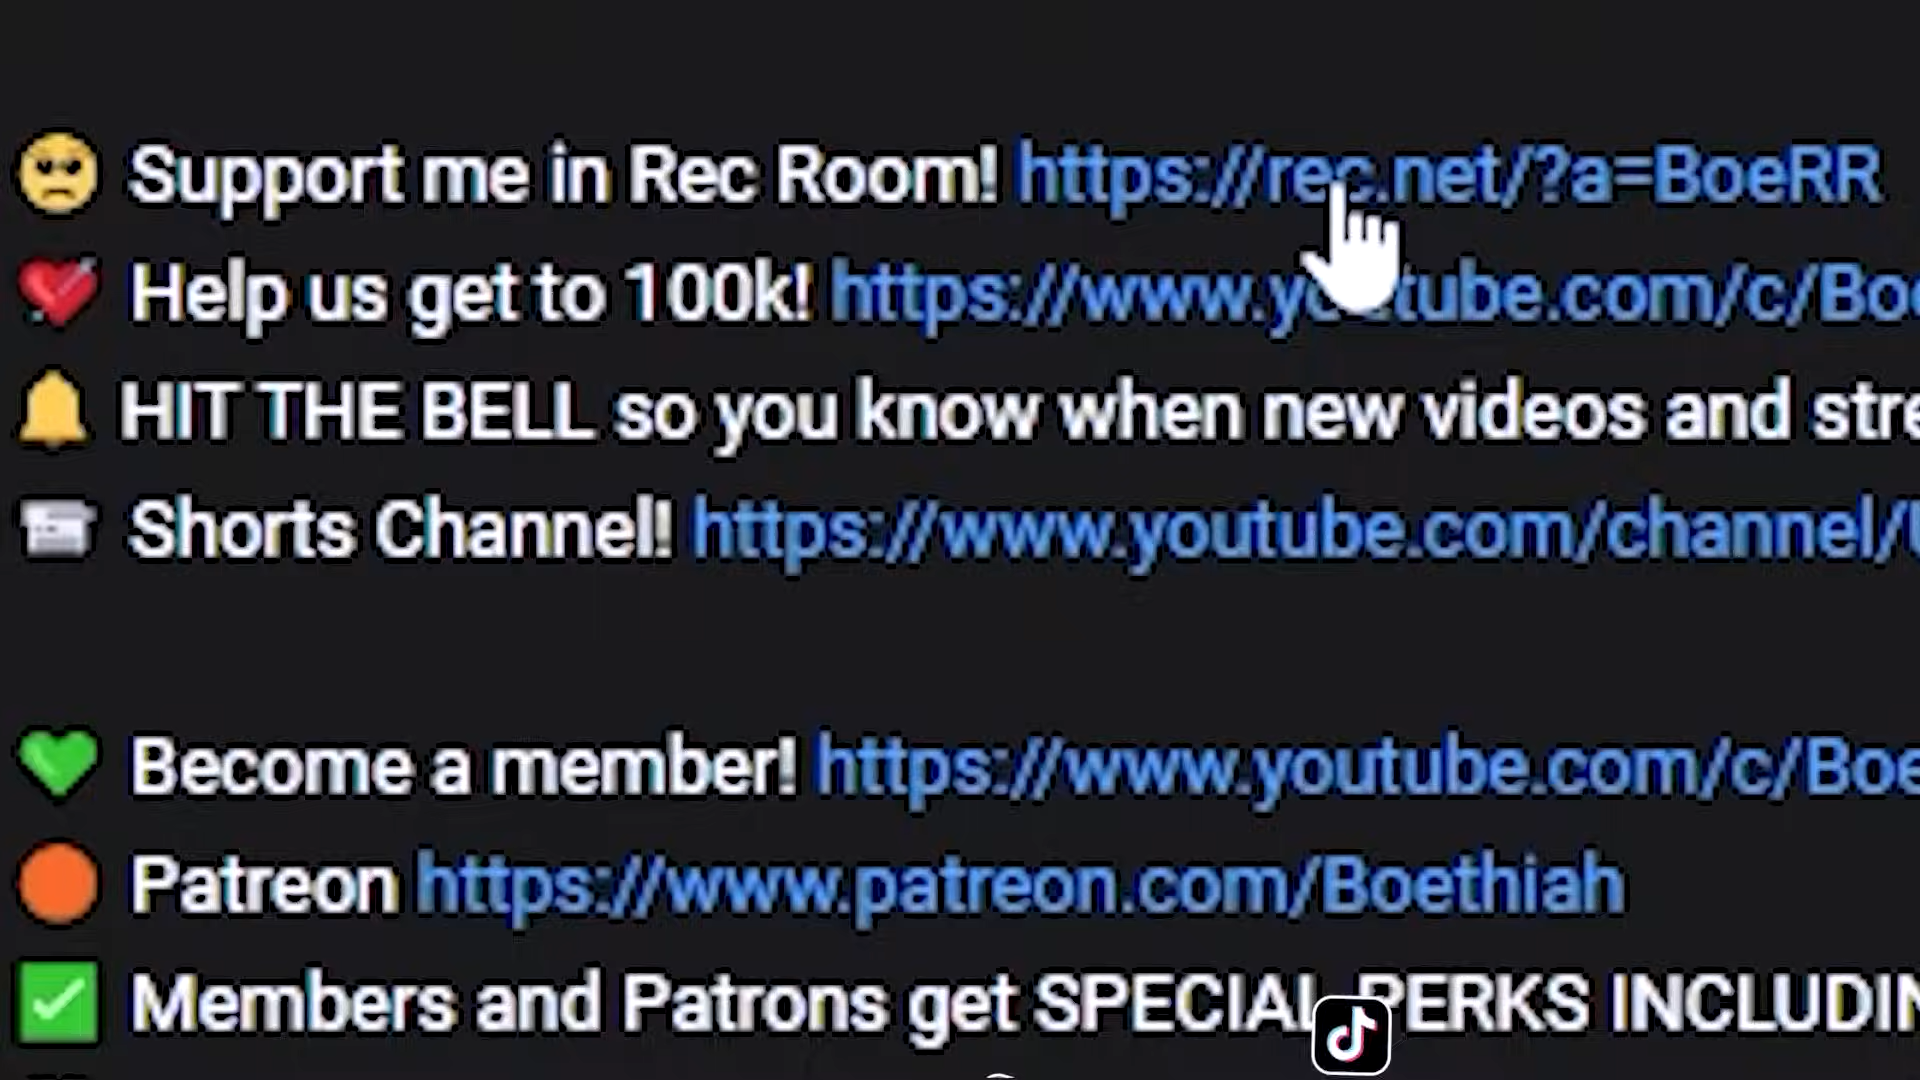 Support me in Rec Room! https://rec.net/?a=BoeRR
Help us get to 100k! https://www.youtube.com/c/Boe
HIT THE BELL so you know when new videos and stre
Shorts Channel! https://www.youtube.com/channel/U
Become a member! https://www.youtube.com/c/Boe
Patreon https://www.patreon.com/Boethiah
Members and Patrons get SPECIAL PERKS INCLUDIN